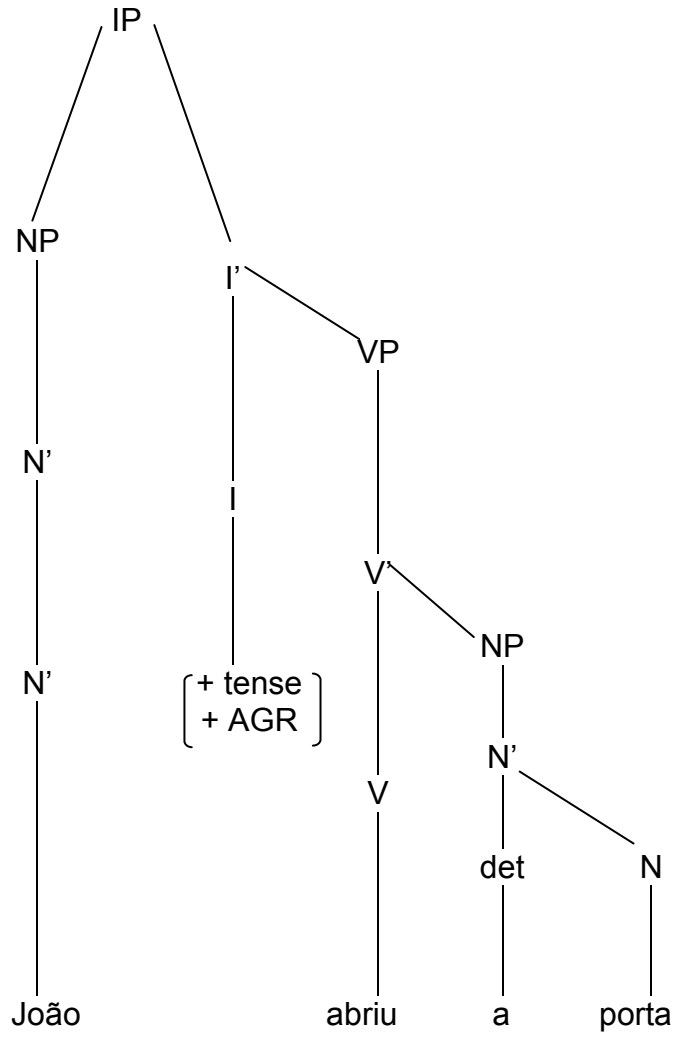 IP
NP
I’
VP
N’
I
V’
NP
N’
+ tense
+ AGR
N’
V
det
N
João abriu a porta